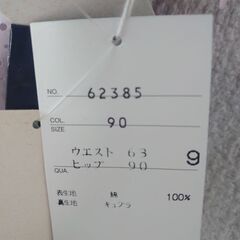 NO. 62385
COL. 90
SIZE.
ウエスト 63
ヒップ 90
9
QUA.
表生地 綿 100%
裏生地 キュプラ